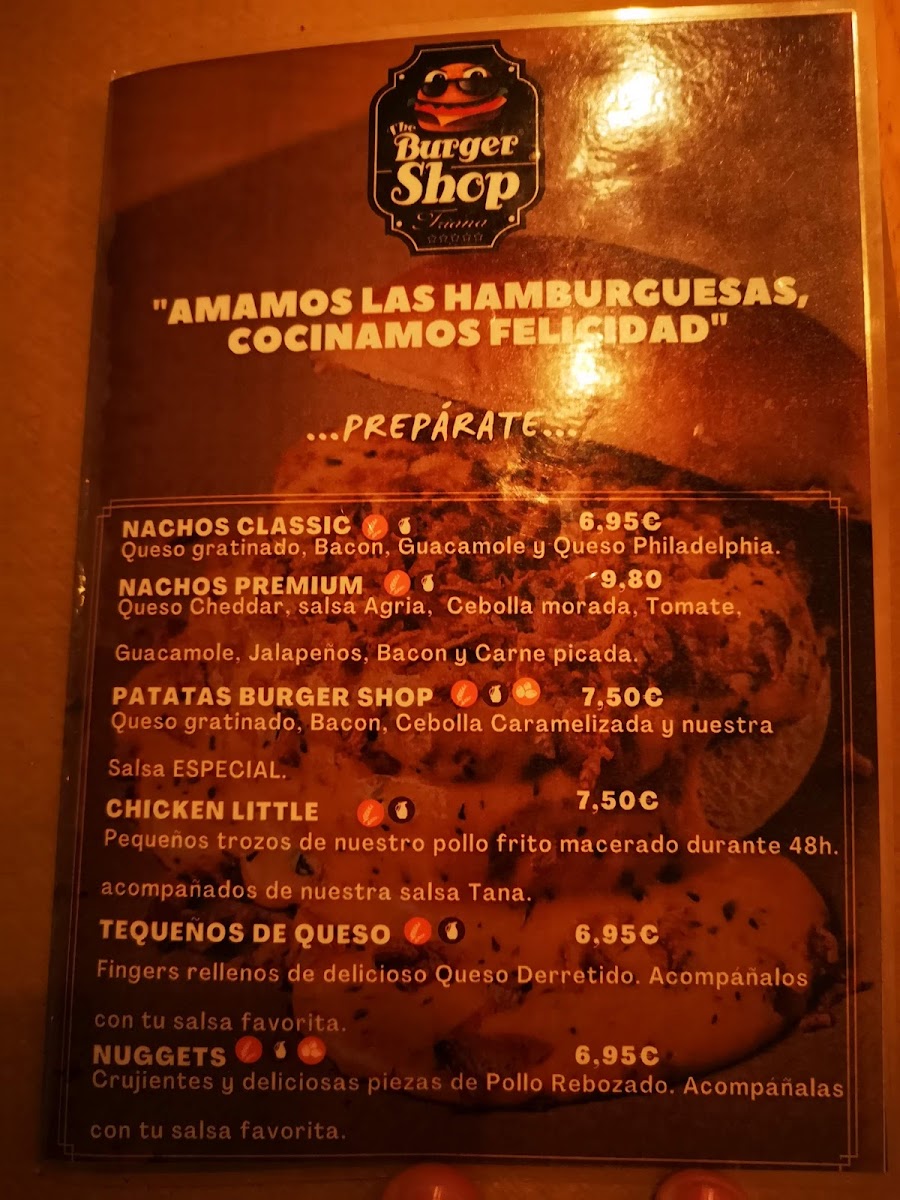 The
Burger
Shop
Triana
"AMAMOS LAS HAMBURGUESAS,
COCINAMOS FELICIDAD"
...PREPÁRATE...
NACHOS CLASSIC 6,95€
Queso gratinado, Bacon, Guacamole y Queso Philadelphia.
NACHOS PREMIUM 9,80
Queso Cheddar, salsa Agria, Cebolla morada, Tomate,
Guacamole, Jalapeños, Bacon y Carne picada.
PATATAS BURGER SHOP 7,50€
Queso gratinado, Bacon, Cebolla Caramelizada y nuestra
Salsa ESPECIAL.
CHICKEN LITTLE 7,50€
Pequeños trozos de nuestro pollo frito macerado durante 48h.
acompañados de nuestra salsa Tana.
TEQUEÑOS DE QUESO 6,95€
Fingers rellenos de delicioso Queso Derretido. Acompáñalos
con tu salsa favorita.
NUGGETS 6,95€
Crujientes y deliciosas piezas de Pollo Rebozado. Acompáñalas
con tu salsa favorita.